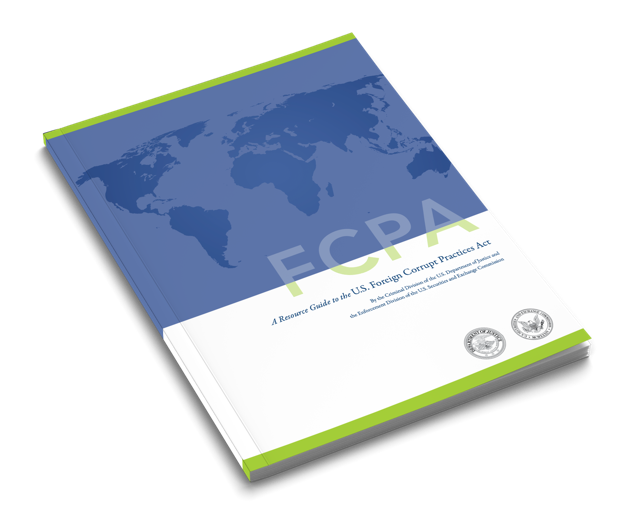 FCPA
A Resource Guide to the U.S. Foreign Corrupt Practices Act
By the Criminal Division of the U.S. Department of Justice and
the Enforcement Division of the U.S. Securities and Exchange Commission